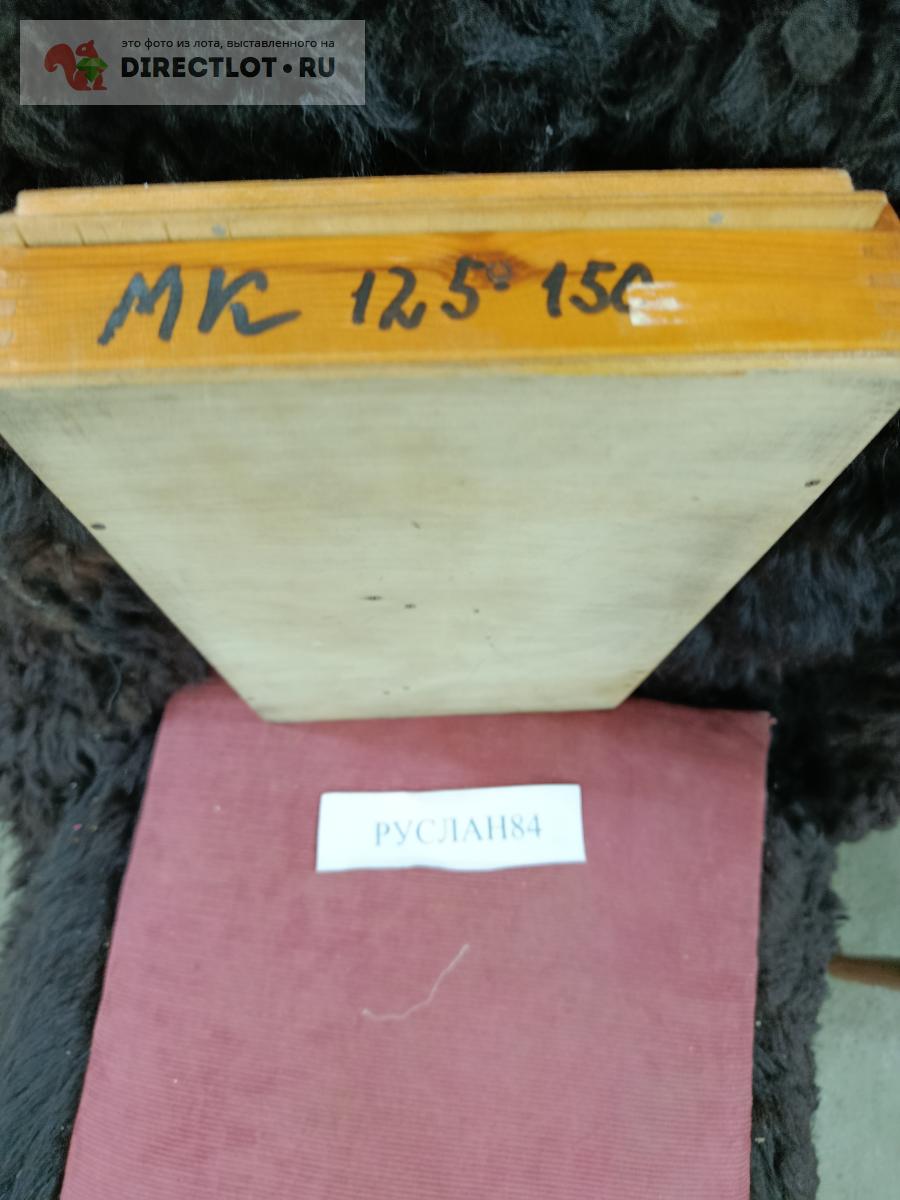 это фото из лота, выставленного на
DIRECTLOT•RU
МК 125° 150
РУСЛАН84